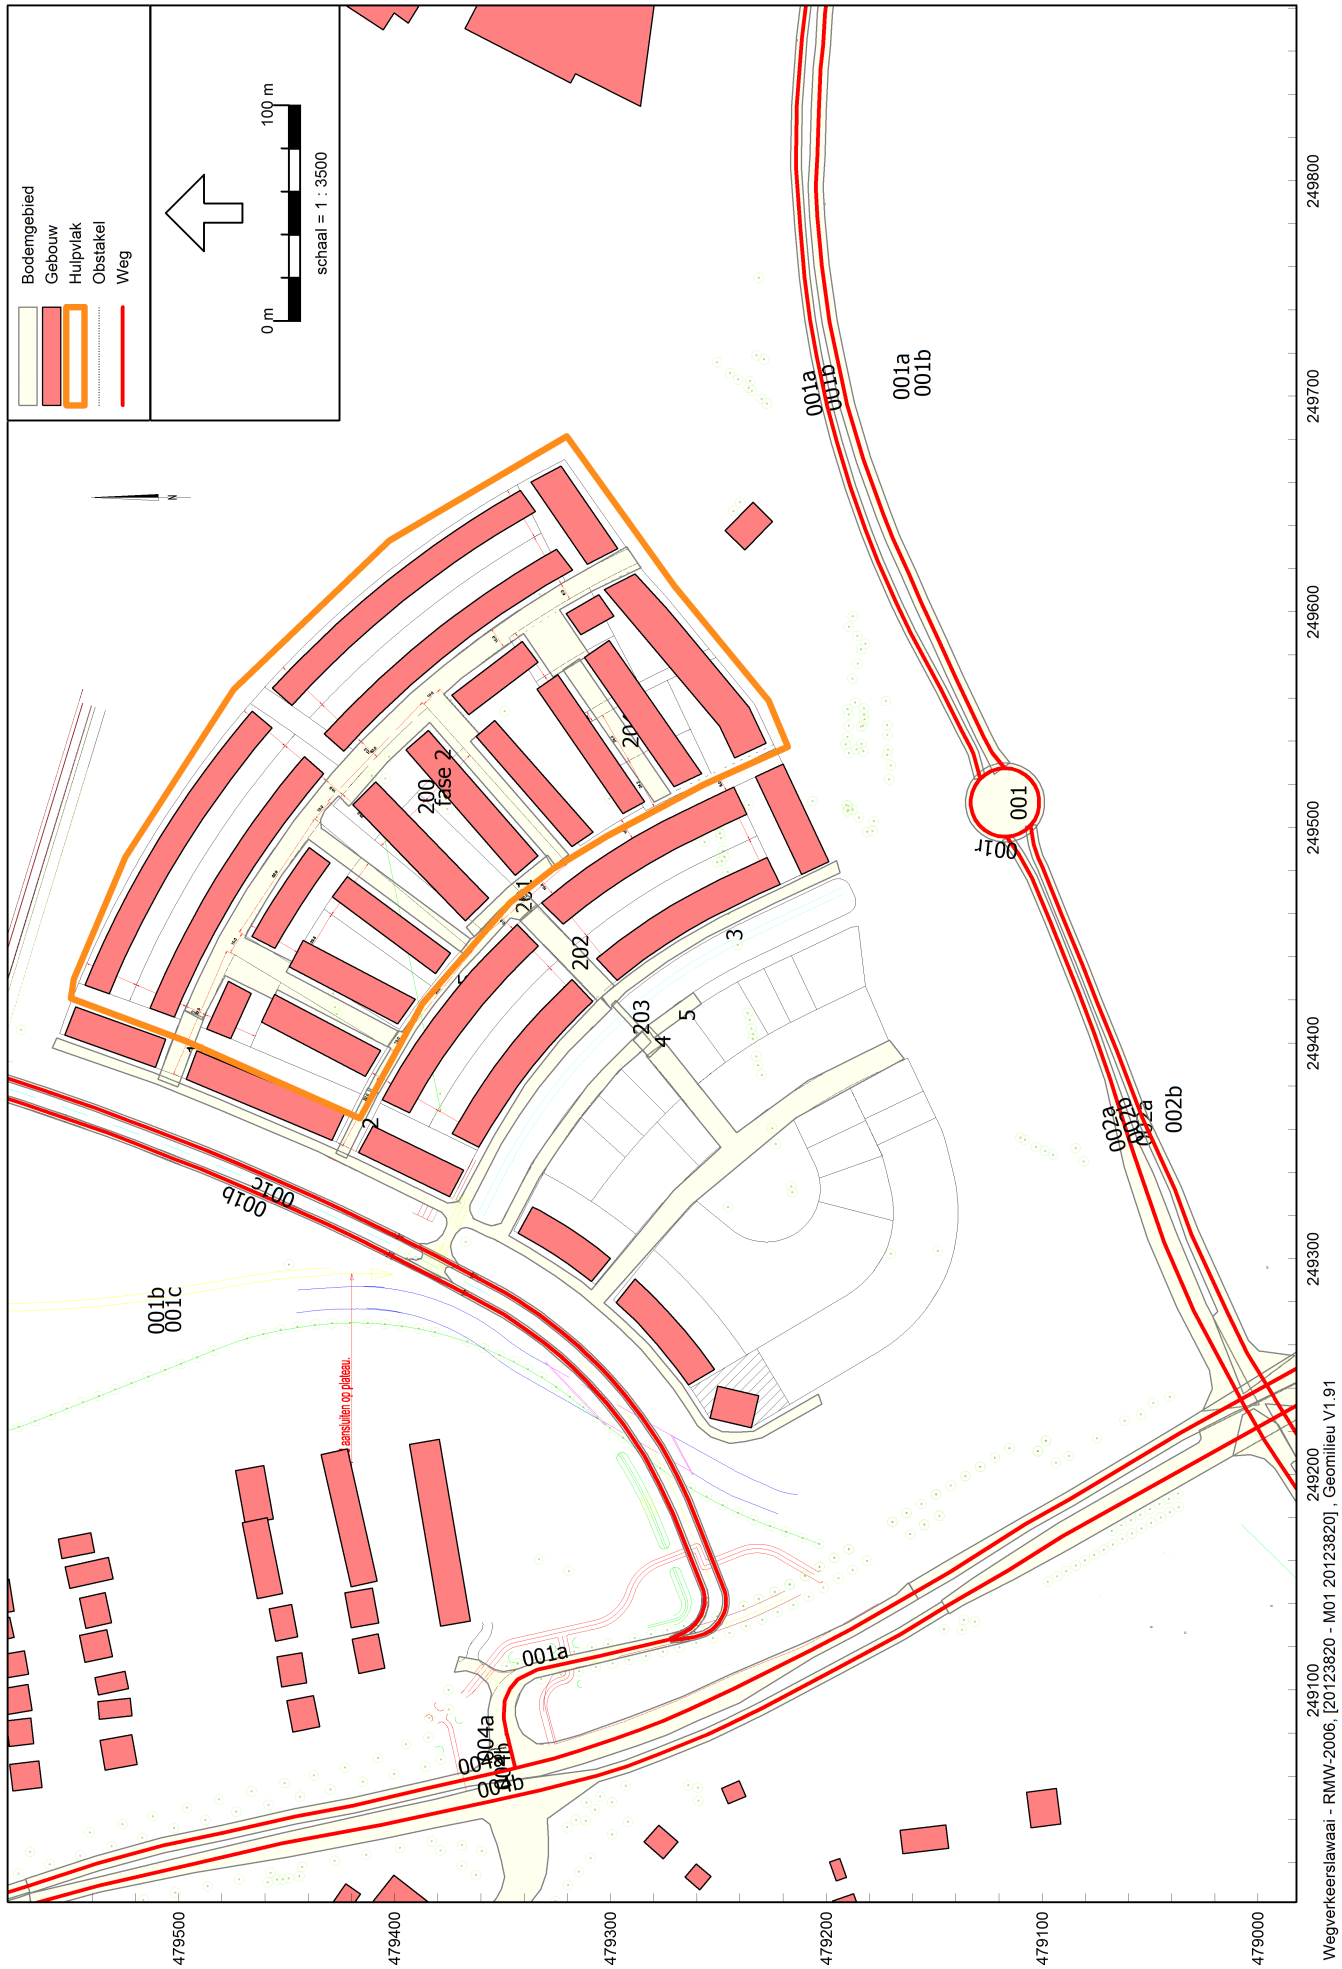 Bodemgebied
Gebouw
Hulpvlak
Obstakel
Weg
0 m
100 m
schaal = 1 : 3500
N
001a
001b
001a
001b
249800
249700
249600
249500
249400
249300
249200
249100
200
fase 2
201
202
203
2
3
4
5
001
001r
002a
002b
002a
002b
001b
001c
001b
001c
aansluiten op plateau.
001a
004a
004a
004b
004b
479500
479400
479300
479200
479100
479000
Wegverkeerslawaai - RMW-2006, [20123820 - M01 20123820] , Geomilieu V1.91